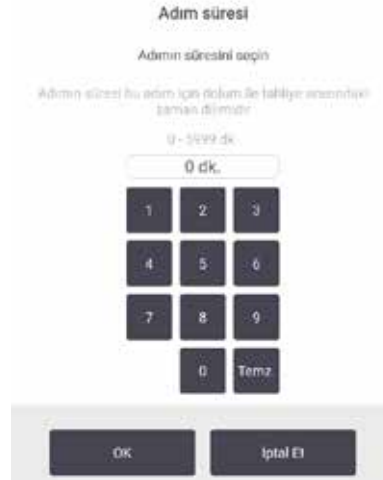 Adım süresi
Adımın süresini seçin
Adımın süresi bu adım için dolum ile tahliye arasındaki
zaman dilimidir
0 - 5999 dk
0 dk.
1 2 3
4 5 6
7 8 9
0 Temz
OK İptal Et